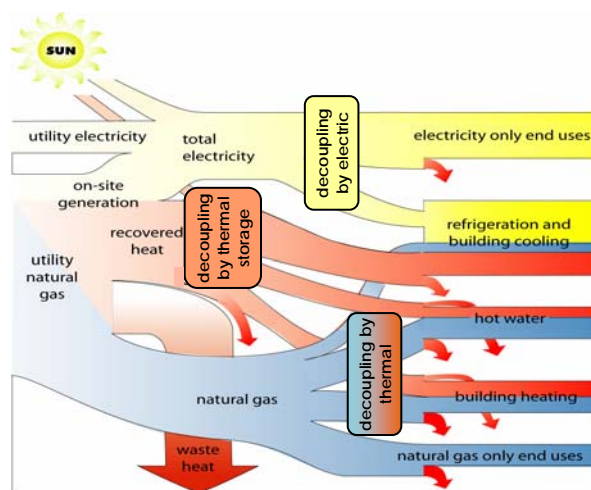 SUN
utility electricity
total
electricity
decoupling
by electric
electricity only end uses
on-site
generation
recovered
heat
decoupling
by thermal
storage
refrigeration and
building cooling
utility
natural
gas
hot water
decoupling by
thermal
natural gas
building heating
waste
heat
natural gas only end uses